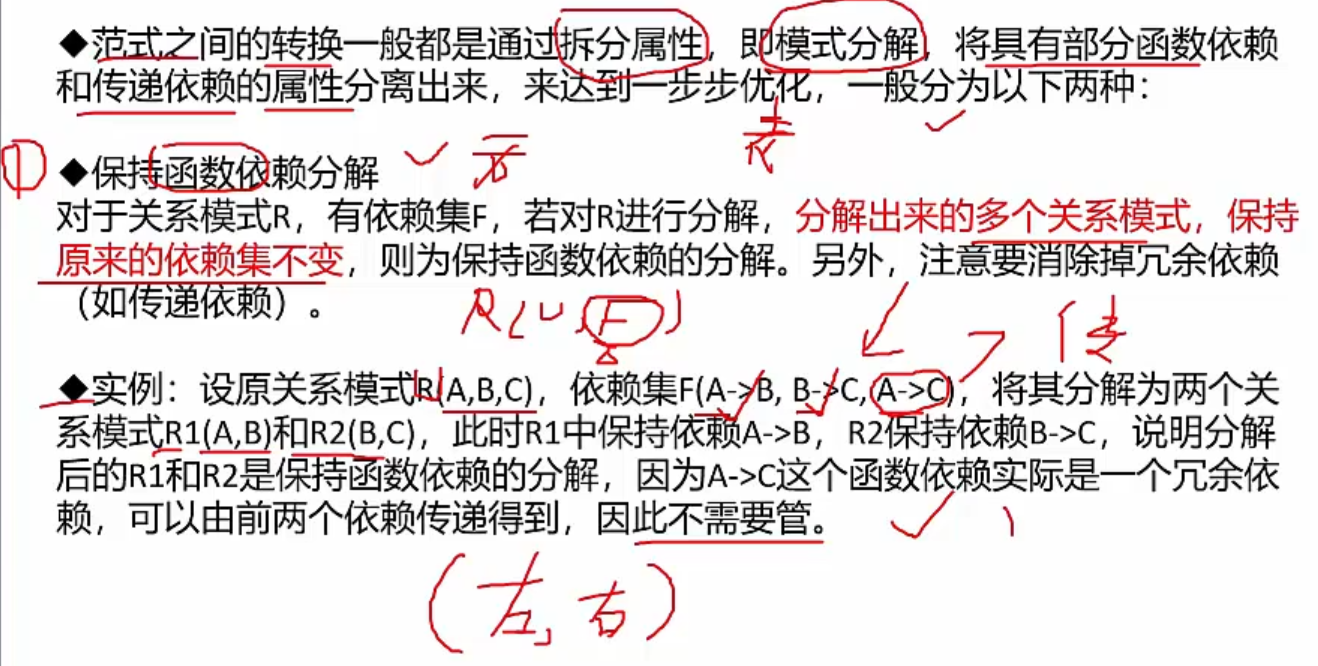 ◆范式之间的转换一般都是通过拆分属性，即模式分解，将具有部分函数依赖
和传递依赖的属性分离出来，来达到一步步优化，一般分为以下两种：
表
①
◆保持函数依赖分解
对于关系模式R，有依赖集F，若对R进行分解，分解出来的多个关系模式，保持
原来的依赖集不变，则为保持函数依赖的分解。另外，注意要消除掉冗余依赖
（如传递依赖）。
R(U,F)
传
◆实例：设原关系模式R(A,B,C)，依赖集F(A->B, B->C, A->C)，将其分解为两个关
系模式R1(A,B)和R2(B,C)，此时R1中保持依赖A->B，R2保持依赖B->C，说明分解
后的R1和R2是保持函数依赖的分解，因为A->C这个函数依赖实际是一个冗余依
赖，可以由前两个依赖传递得到，因此不需要管。
(左,右)